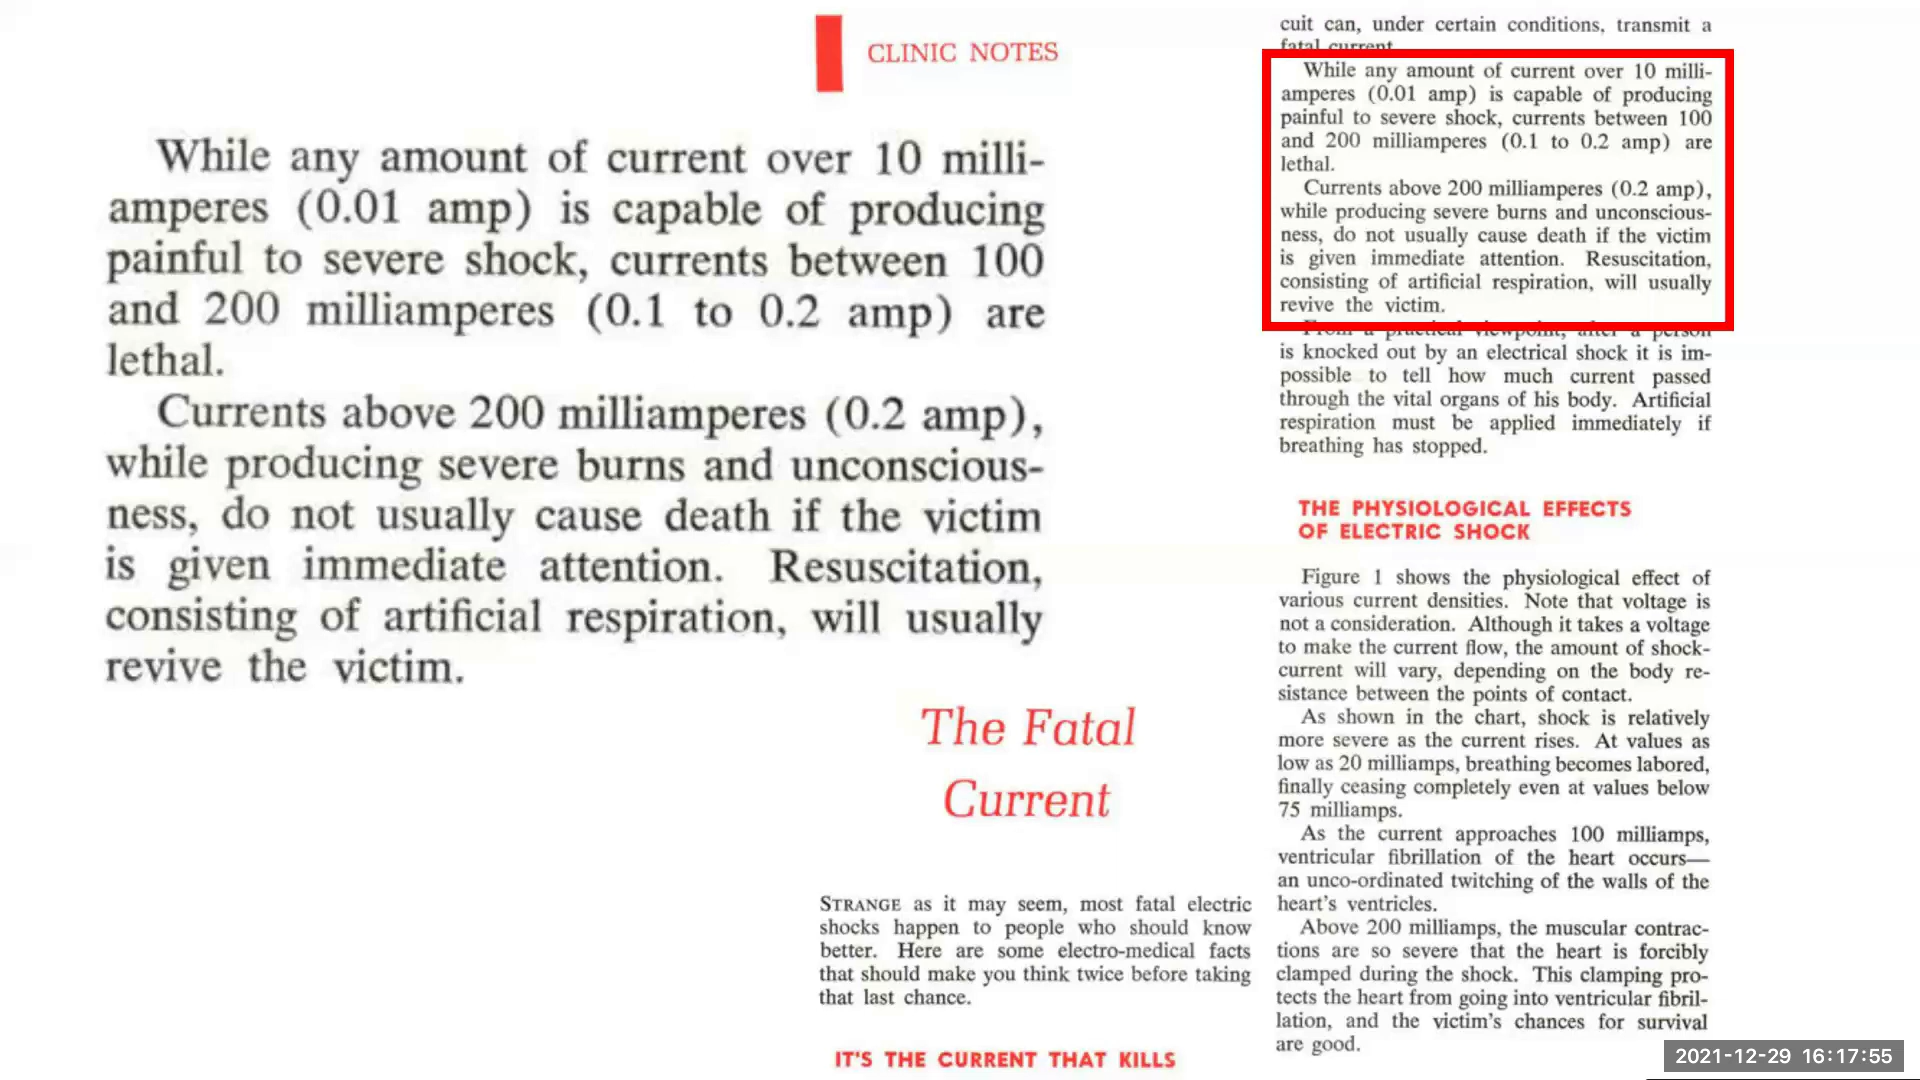 CLINIC NOTES
While any amount of current over 10 milli-
amperes (0.01 amp) is capable of producing
painful to severe shock, currents between 100
and 200 milliamperes (0.1 to 0.2 amp) are
lethal.
Currents above 200 milliamperes (0.2 amp),
while producing severe burns and unconscious-
ness, do not usually cause death if the victim
is given immediate attention. Resuscitation,
consisting of artificial respiration, will usually
revive the victim.
The Fatal
Current
STRANGE as it may seem, most fatal electric
shocks happen to people who should know
better. Here are some electro-medical facts
that should make you think twice before taking
that last chance.
IT'S THE CURRENT THAT KILLS
cuit can, under certain conditions, transmit a
fatal current.
While any amount of current over 10 milli-
amperes (0.01 amp) is capable of producing
painful to severe shock, currents between 100
and 200 milliamperes (0.1 to 0.2 amp) are
lethal.
Currents above 200 milliamperes (0.2 amp),
while producing severe burns and unconscious-
ness, do not usually cause death if the victim
is given immediate attention. Resuscitation,
consisting of artificial respiration, will usually
revive the victim.
From a practical viewpoint, after a person
is knocked out by an electrical shock it is im-
possible to tell how much current passed
through the vital organs of his body. Artificial
respiration must be applied immediately if
breathing has stopped.
THE PHYSIOLOGICAL EFFECTS
OF ELECTRIC SHOCK
Figure 1 shows the physiological effect of
various current densities. Note that voltage is
not a consideration. Although it takes a voltage
to make the current flow, the amount of shock-
current will vary, depending on the body re-
sistance between the points of contact.
As shown in the chart, shock is relatively
more severe as the current rises. At values as
low as 20 milliamps, breathing becomes labored,
finally ceasing completely even at values below
75 milliamps.
As the current approaches 100 milliamps,
ventricular fibrillation of the heart occurs—
an unco-ordinated twitching of the walls of the
heart's ventricles.
Above 200 milliamps, the muscular contrac-
tions are so severe that the heart is forcibly
clamped during the shock. This clamping pro-
tects the heart from going into ventricular fibril-
lation, and the victim's chances for survival
are good.
2021-12-29 16:17:55